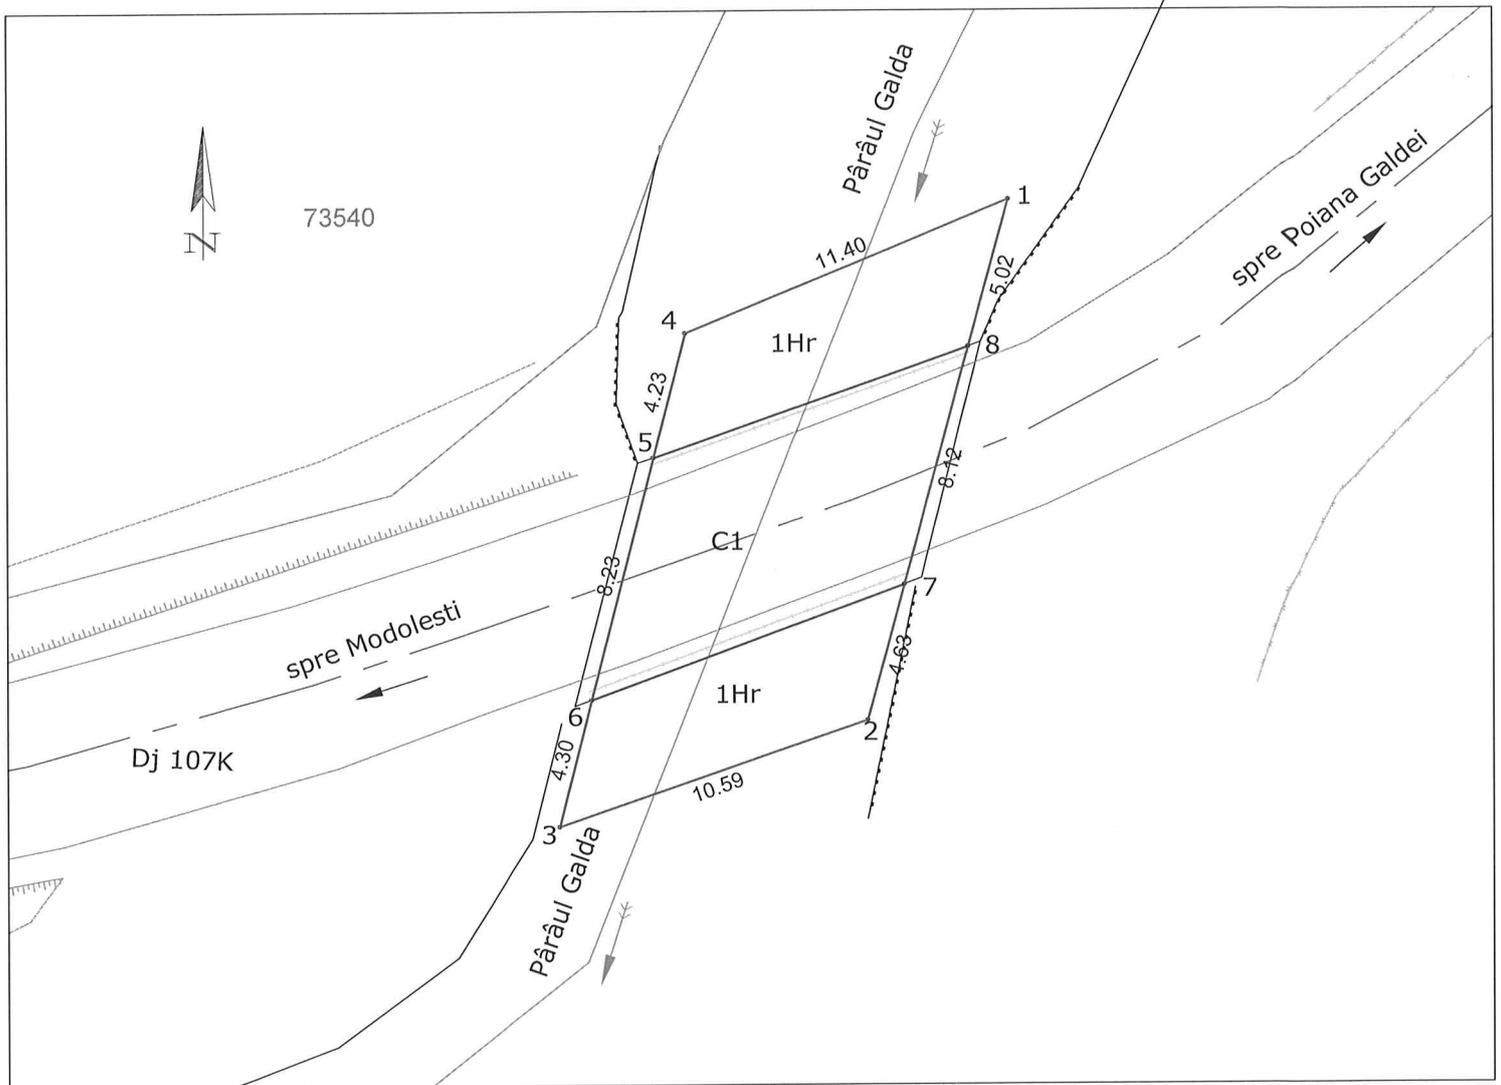 Pârâul Galda
1
spre Poiana Galdei
N
73540
11.40
5.02
4
1Hr
8
4.23
5
8.12
C1
8.23
7
spre Modolesti
4.63
1Hr
6
2
Dj 107K
4.30
10.59
3
Pârâul Galda